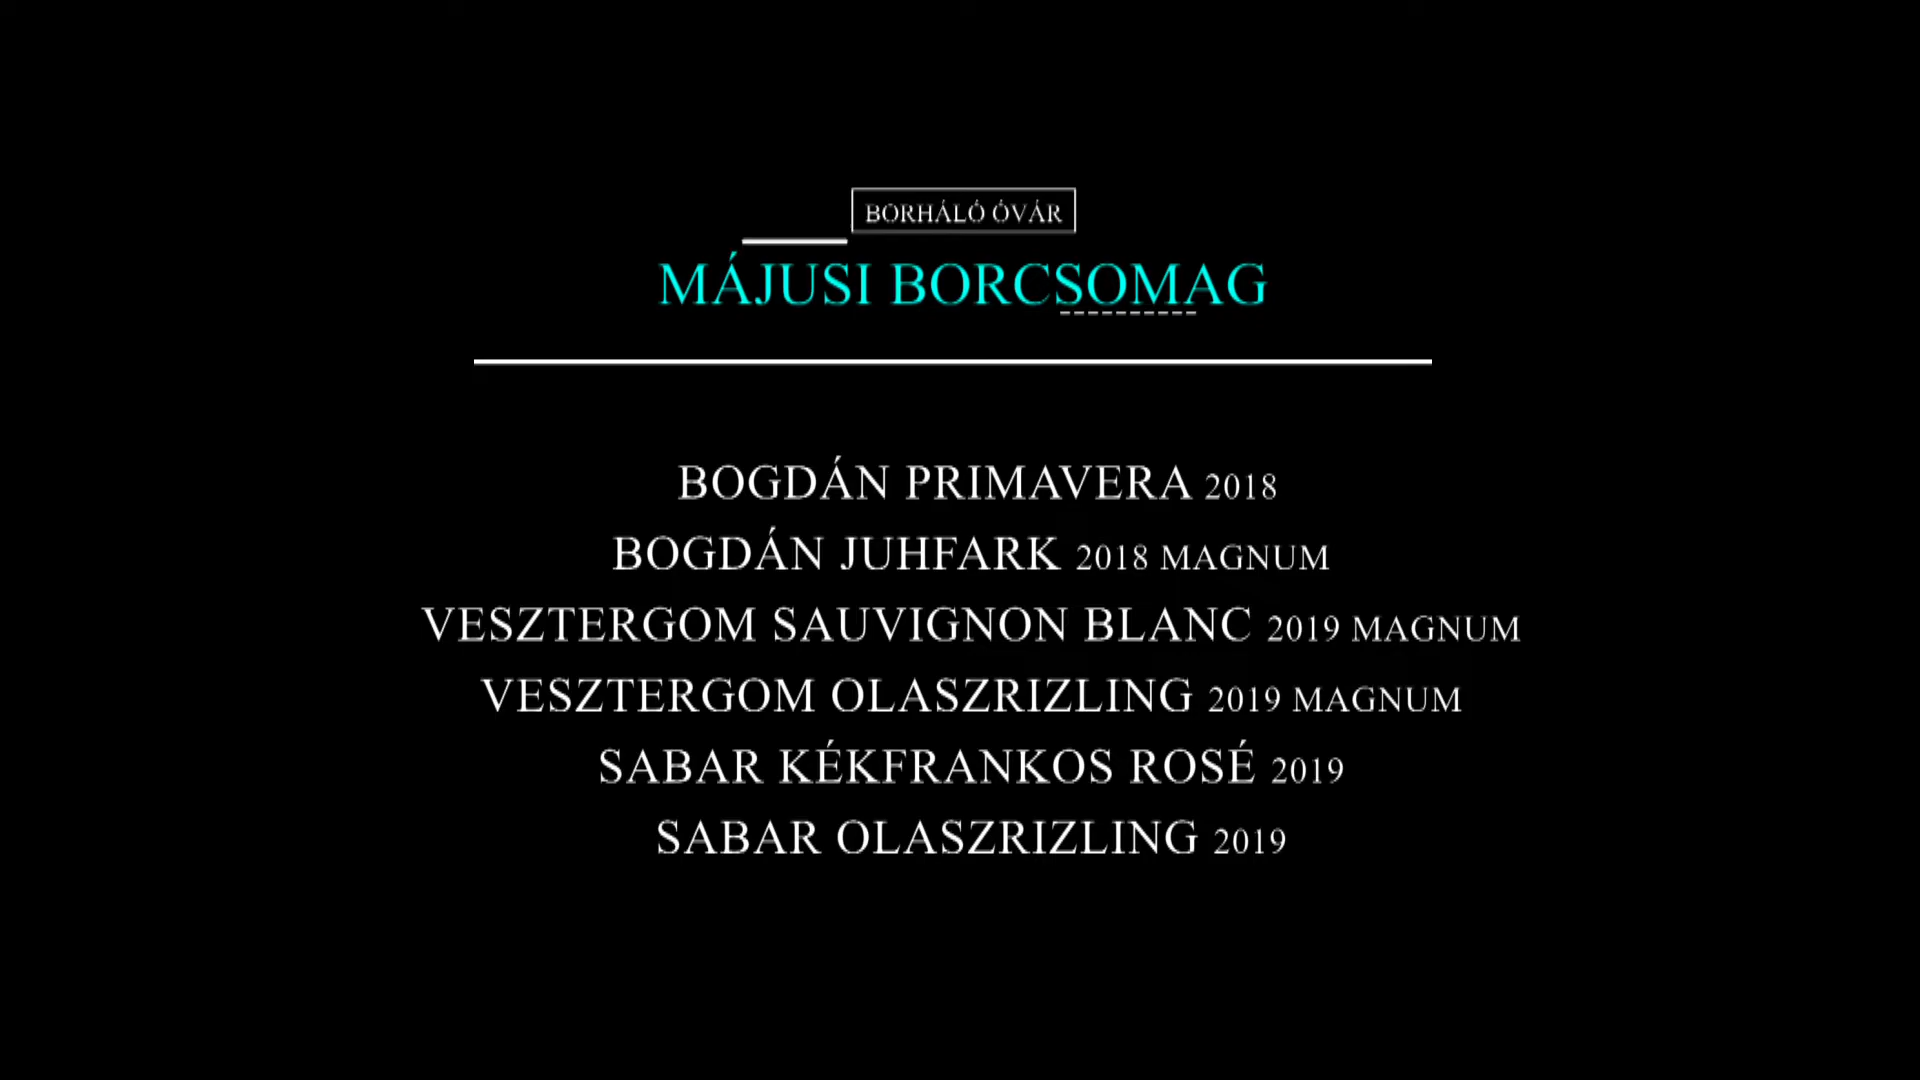 BORHÁLÓ ÓVÁR
MÁJUSI BORCSOMAG
BOGDÁN PRIMAVERA 2018
BOGDÁN JUHFARK 2018 MAGNUM
VESZTERGOM SAUVIGNON BLANC 2019 MAGNUM
VESZTERGOM OLASZRIZLING 2019 MAGNUM
SABAR KÉKFRANKOS ROSÉ 2019
SABAR OLASZRIZLING 2019